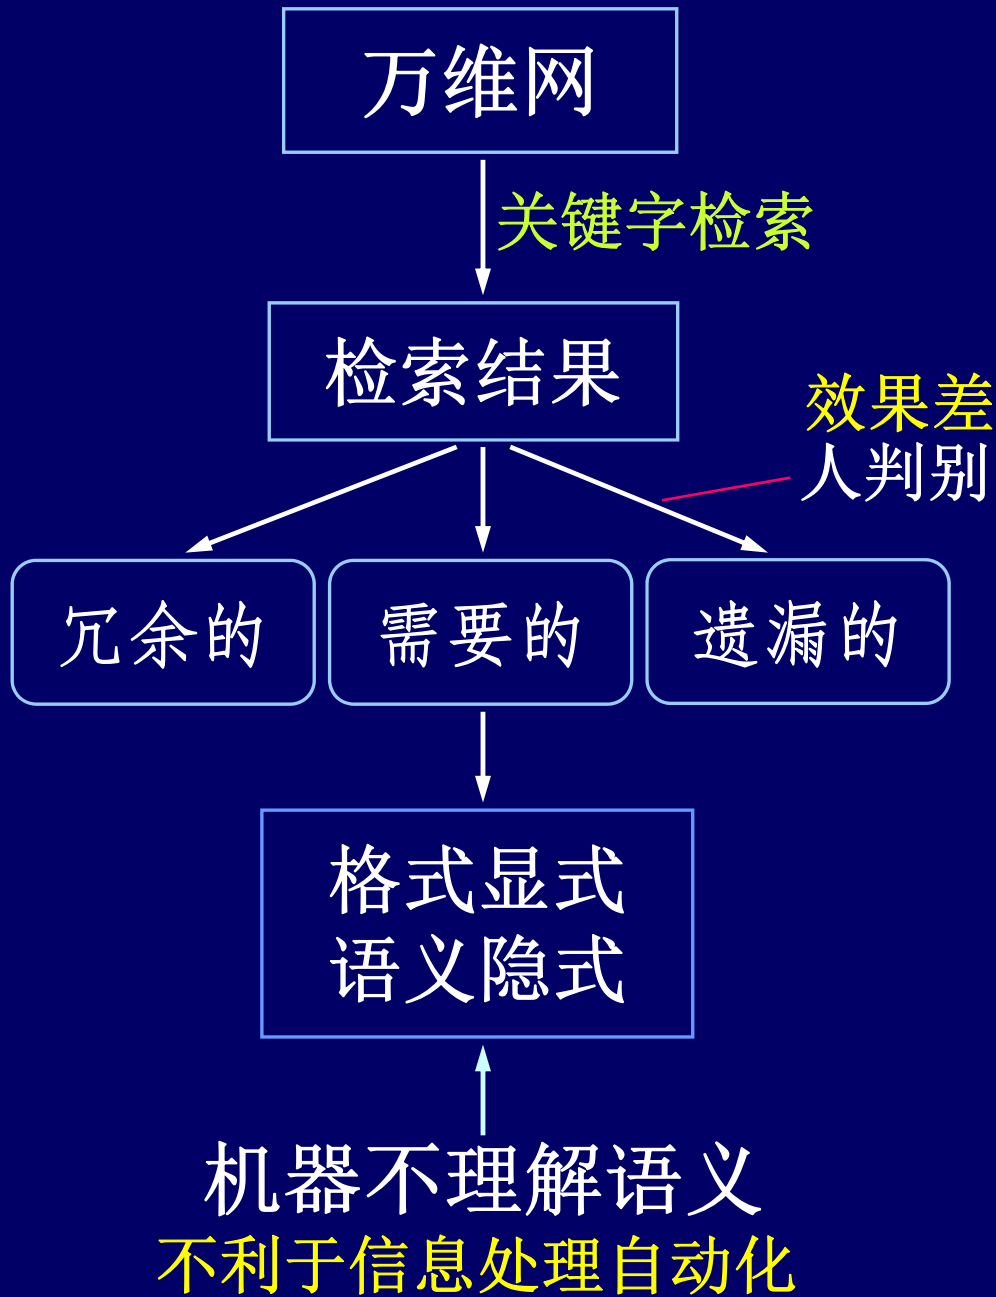 万维网
关键字检索
检索结果
效果差
人判别
冗余的
需要的
遗漏的
格式显式
语义隐式
机器不理解语义
不利于信息处理自动化